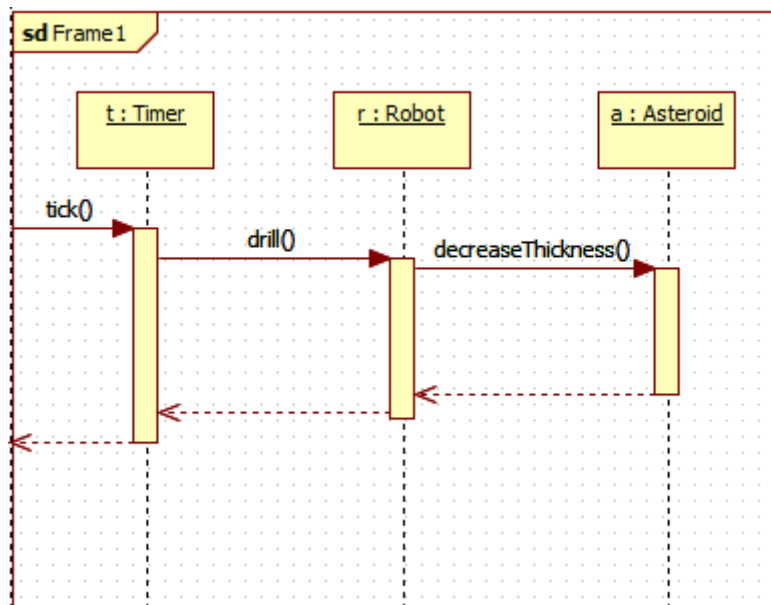 sd Frame1
t : Timer
r : Robot
a : Asteroid
tick()
drill()
decreaseThickness()